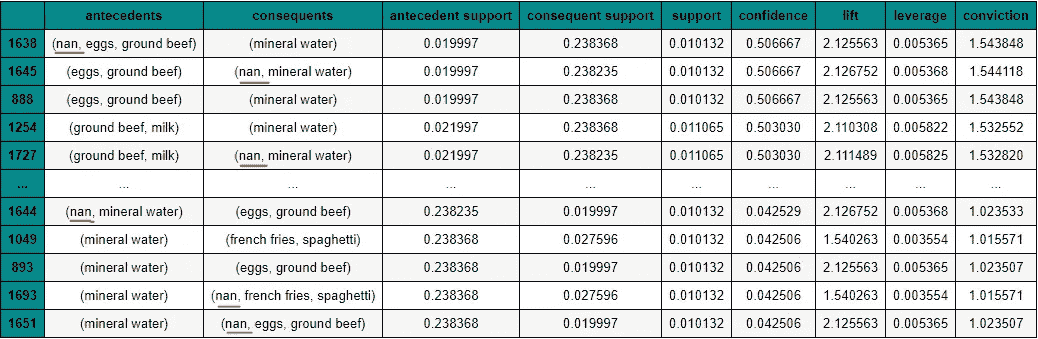 antecedents consequents antecedent support consequent support support confidence lift leverage conviction
1638 (nan, eggs, ground beef) (mineral water) 0.019997 0.238368 0.010132 0.506667 2.125563 0.005365 1.543848
1645 (eggs, ground beef) (nan, mineral water) 0.019997 0.238235 0.010132 0.506667 2.126752 0.005368 1.544118
888 (eggs, ground beef) (mineral water) 0.019997 0.238368 0.010132 0.506667 2.125563 0.005365 1.543848
1254 (ground beef, milk) (mineral water) 0.021997 0.238368 0.011065 0.503030 2.110308 0.005822 1.532552
1727 (ground beef, milk) (nan, mineral water) 0.021997 0.238235 0.011065 0.503030 2.111489 0.005825 1.532820
... ... ... ... ... ... ... ... ... ...
1644 (nan, mineral water) (eggs, ground beef) 0.238235 0.019997 0.010132 0.042529 2.126752 0.005368 1.023533
1049 (mineral water) (french fries, spaghetti) 0.238368 0.027596 0.010132 0.042506 1.540263 0.003554 1.015571
893 (mineral water) (eggs, ground beef) 0.238368 0.019997 0.010132 0.042506 2.125563 0.005365 1.023507
1693 (mineral water) (nan, french fries, spaghetti) 0.238368 0.027596 0.010132 0.042506 1.540263 0.003554 1.015571
1651 (mineral water) (nan, eggs, ground beef) 0.238368 0.019997 0.010132 0.042506 2.125563 0.005365 1.023507